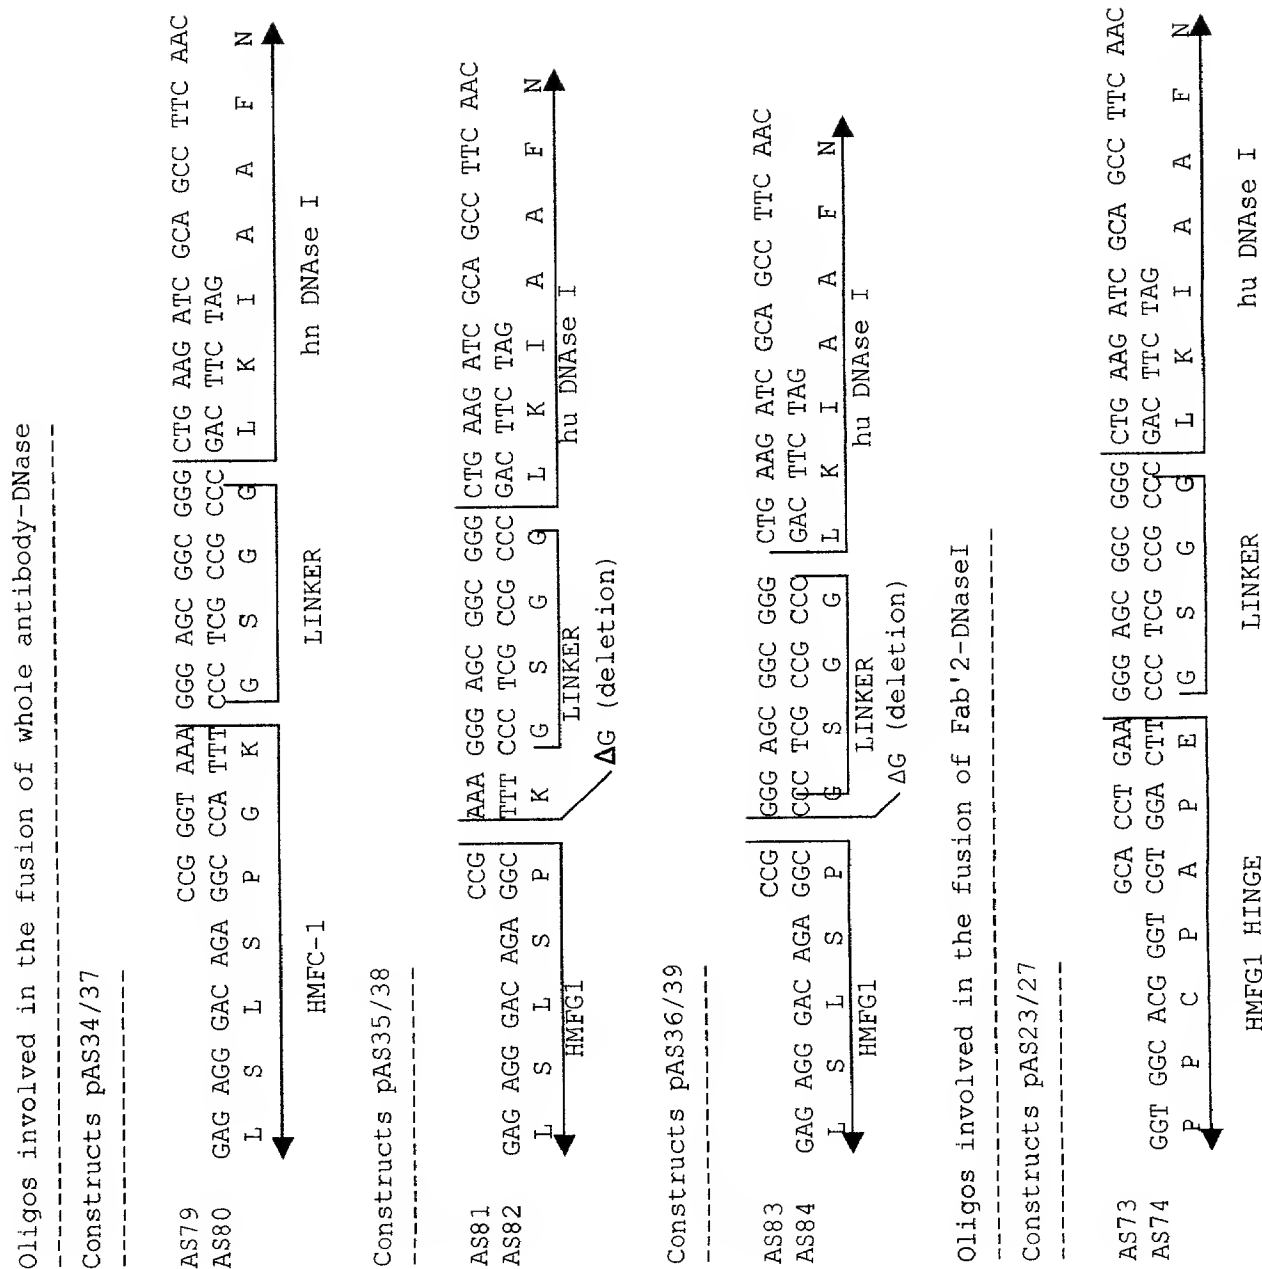 Oligos involved in the fusion of whole antibody-DNase
Constructs pAS34/37
AS79 CCG GGT AAA GGG AGC GGC GGG CTG AAG ATC GCA GCC TTC AAC
AS80 GAG AGG GAC AGA GGC CCA TTT CCC TCG CCG CCC GAC TTC TAG
L S L S P G K G S G G L K I A A F N
HMFC-1 LINKER hn DNAse I
Constructs pAS35/38
AS81 CCG AAA GGG AGC GGC GGG CTG AAG ATC GCA GCC TTC AAC
AS82 GAG AGG GAC AGA GGC TTT CCC TCG CCG CCC GAC TTC TAG
L S L S P K G S G G L K I A A F N
HMFG1 LINKER hu DNAse I
ΔG (deletion)
Constructs pAS36/39
AS83 CCG GGG AGC GGC GGG CTG AAG ATC GCA GCC TTC AAC
AS84 GAG AGG GAC AGA GGC CCC TCG CCG CCC GAC TTC TAG
L S L S P G S G G L K I A A F N
HMFG1 LINKER hu DNAse I
ΔG (deletion)
Oligos involved in the fusion of Fab'2-DNaseI
Constructs pAS23/27
AS73 GCA CCT GAA GGG AGC GGC GGG CTG AAG ATC GCA GCC TTC AAC
AS74 GGT GGC ACG GGT CGT GGA CTT CCC TCG CCG CCC GAC TTC TAG
P P C P A P E G S G G L K I A A F N
HMFG1 HINGE LINKER hu DNAse I